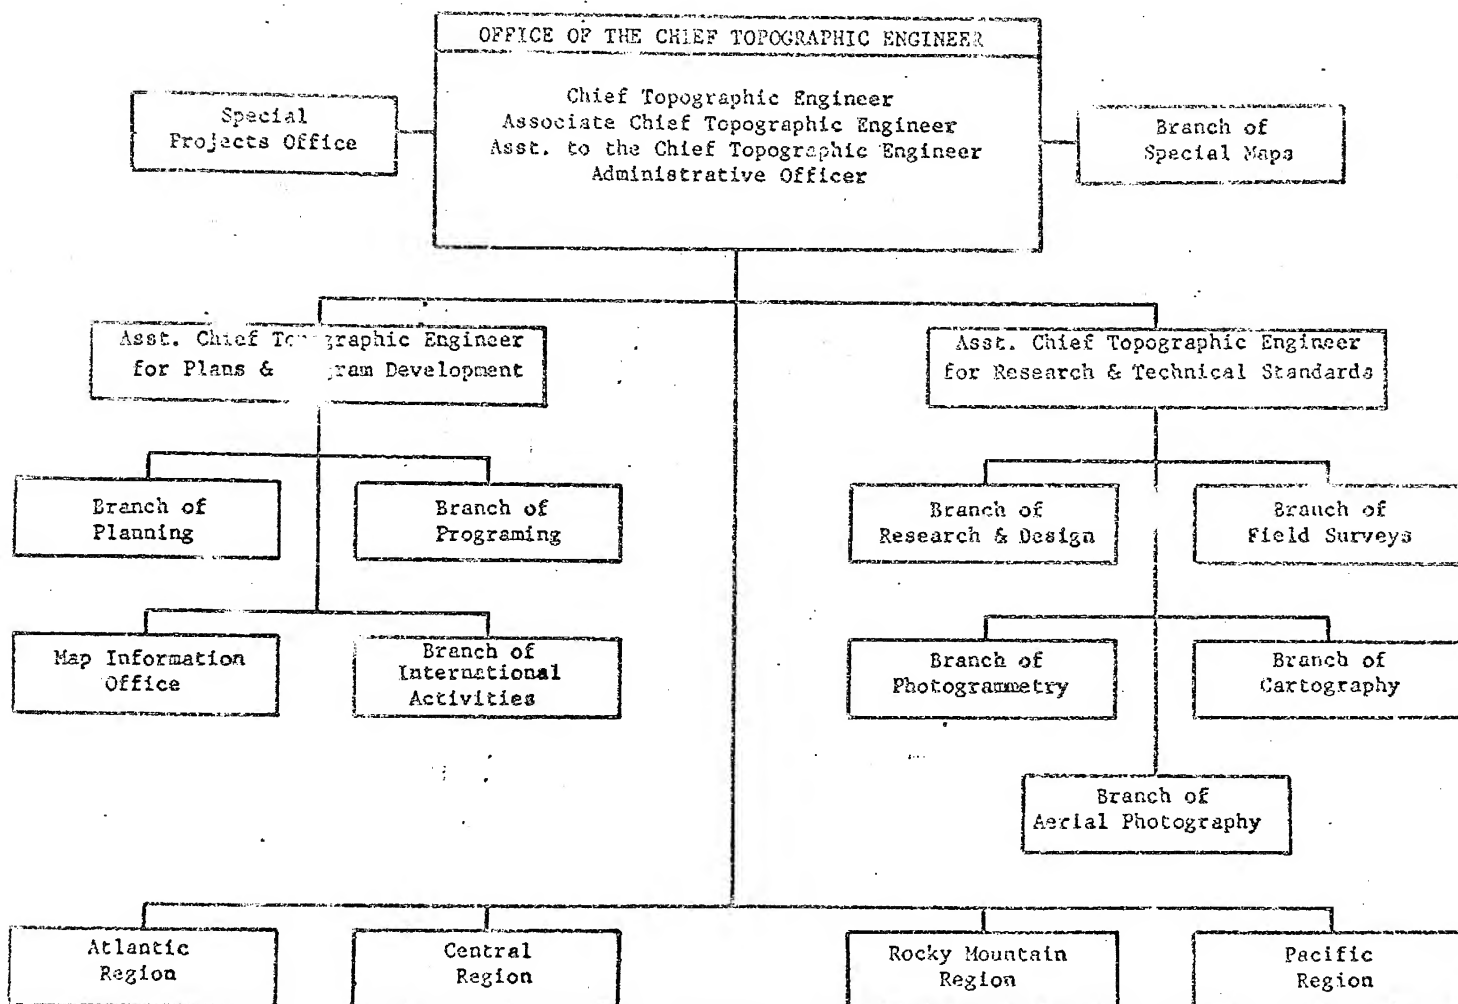 OFFICE OF THE CHIEF TOPOGRAPHIC ENGINEER
Chief Topographic Engineer
Associate Chief Topographic Engineer
Asst. to the Chief Topographic Engineer
Administrative Officer
Special
Projects Office
Branch of
Special Maps
Asst. Chief To graphic Engineer
for Plans & gram Development
Asst. Chief Topographic Engineer
for Research & Technical Standards
Branch of
Planning
Branch of
Programing
Branch of
Research & Design
Branch of
Field Surveys
Map Information
Office
Branch of
International
Activities
Branch of
Photogrammetry
Branch of
Cartography
Branch of
Aerial Photography
Atlantic
Region
Central
Region
Rocky Mountain
Region
Pacific
Region